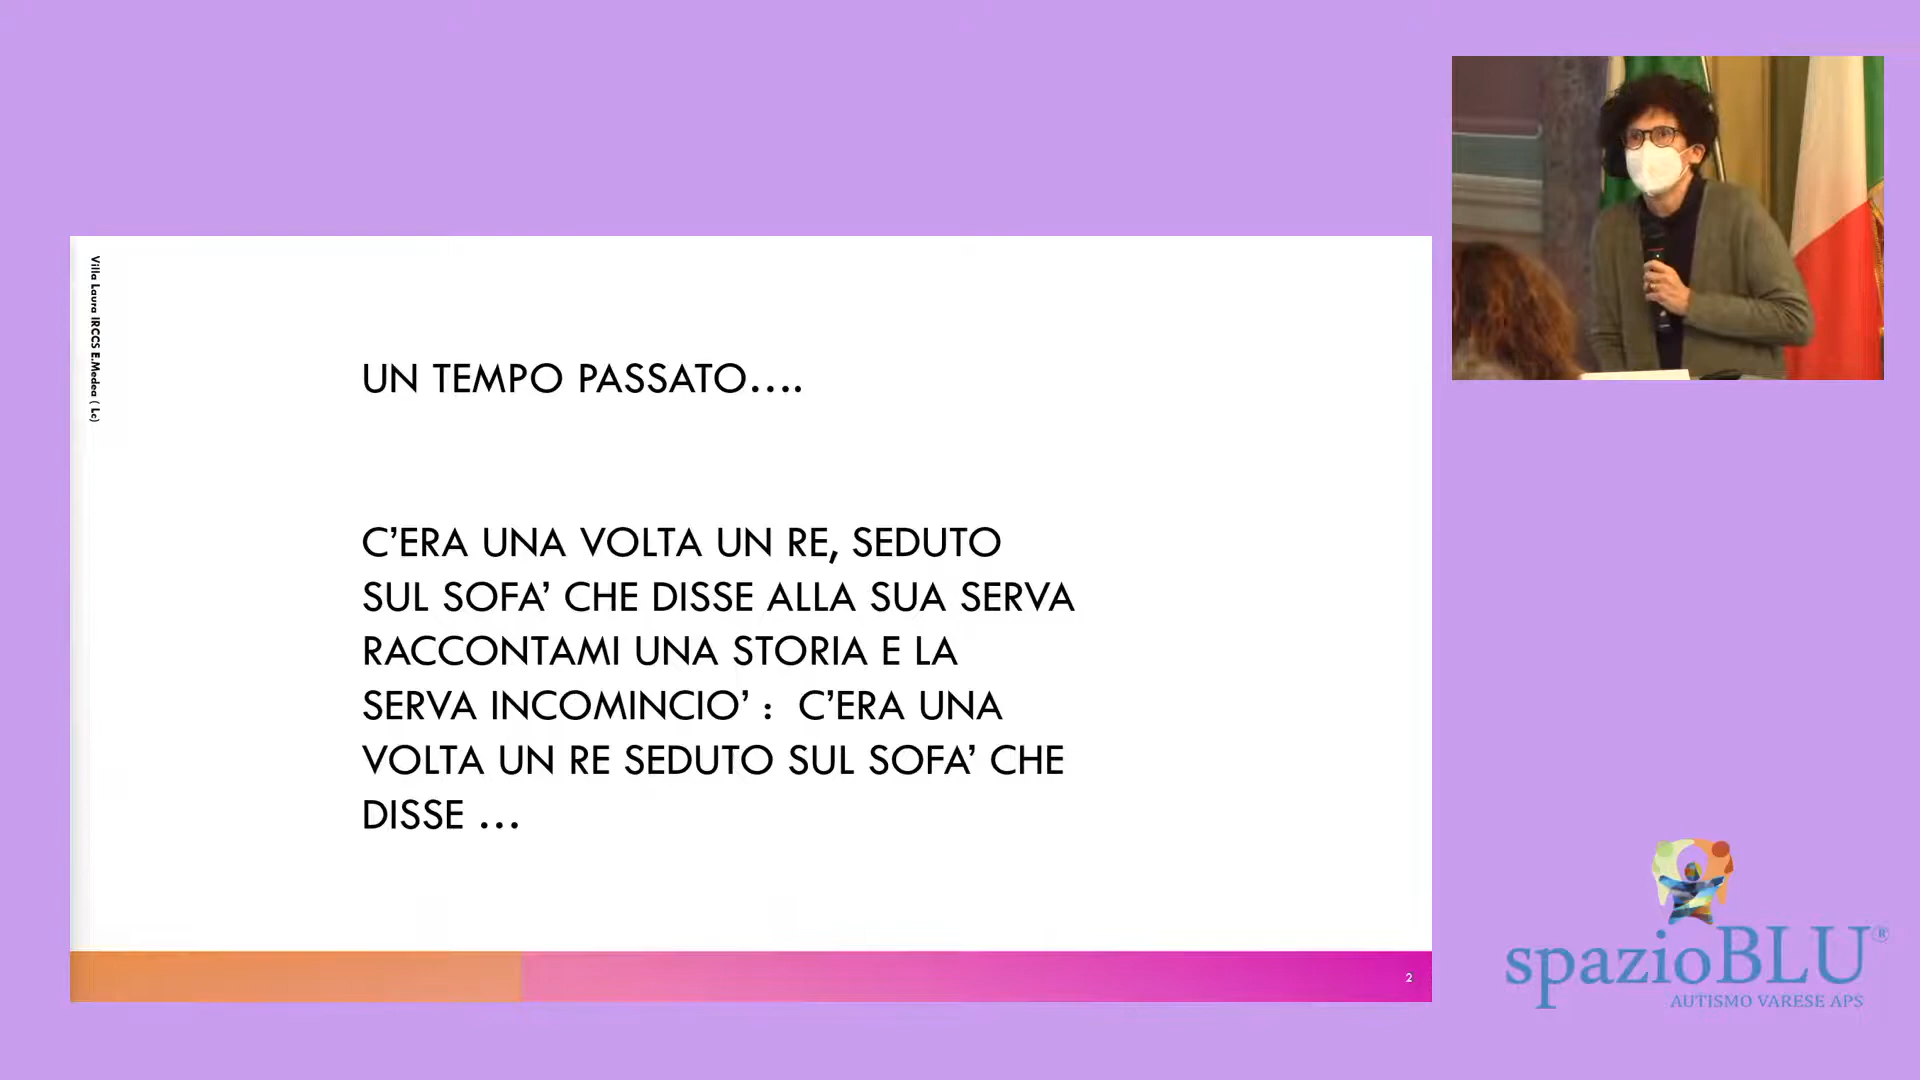 Villa Laura IRCCS E.Medea ( Lc)
UN TEMPO PASSATO....
C’ERA UNA VOLTA UN RE, SEDUTO
SUL SOFA’ CHE DISSE ALLA SUA SERVA
RACCONTAMI UNA STORIA E LA
SERVA INCOMINCIO’ :  C’ERA UNA
VOLTA UN RE SEDUTO SUL SOFA’ CHE
DISSE ...
2
spazioBLU®
AUTISMO VARESE APS